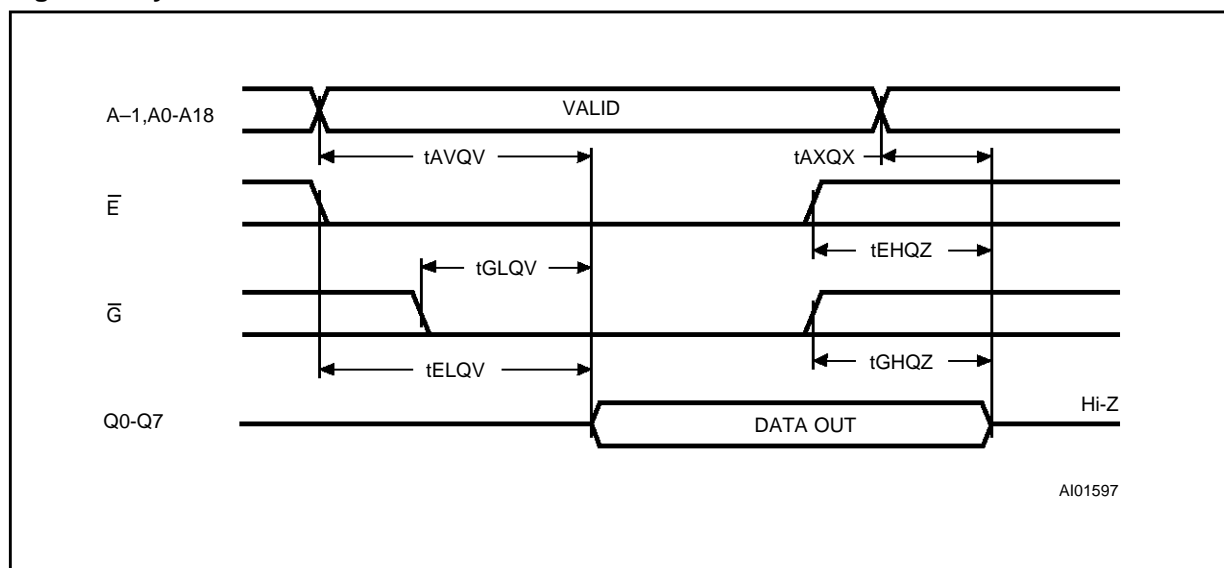 A–1,A0-A18
VALID
tAVQV
tAXQX
E̅
tEHQZ
tGLQV
G̅
tGHQZ
tELQV
Hi-Z
Q0-Q7
DATA OUT
AI01597